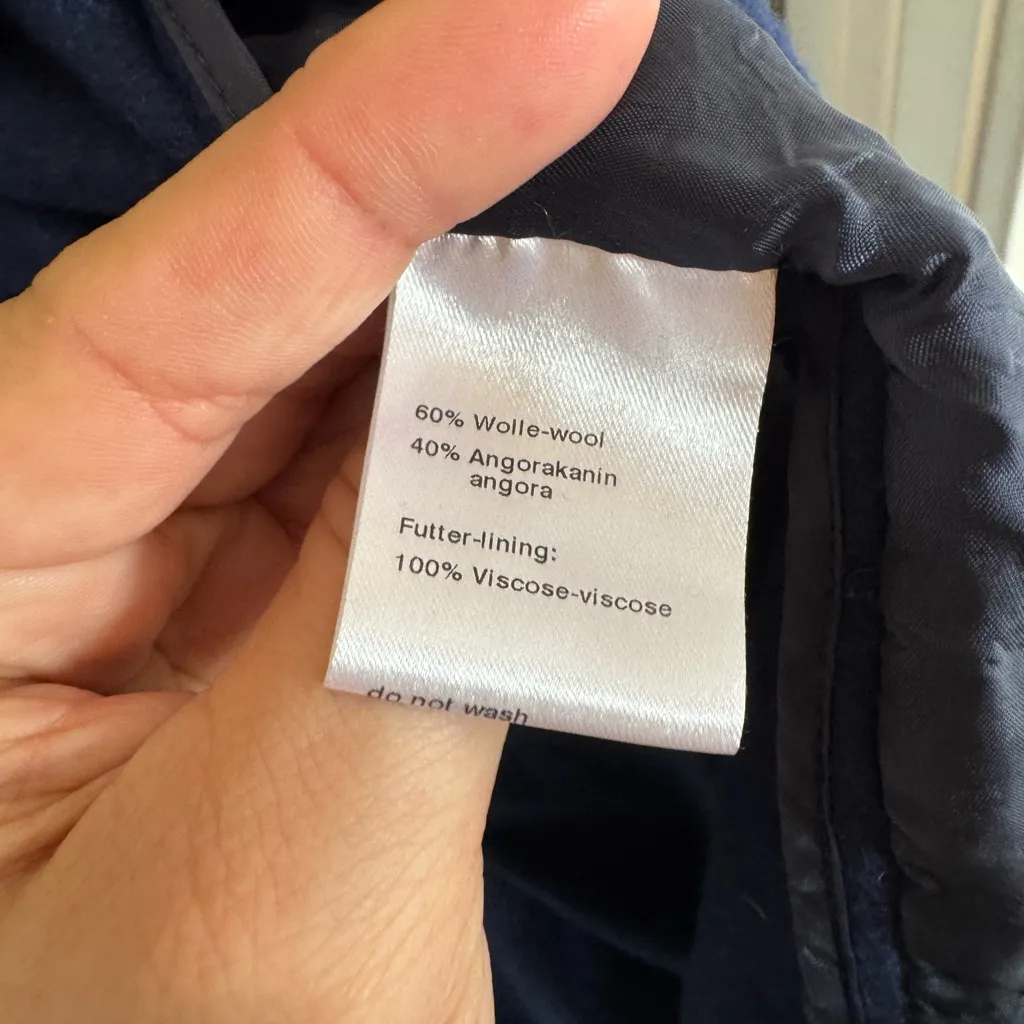 60% Wolle-wool
40% Angorakanin
angora
Futter-lining:
100% Viscose-viscose
do not wash